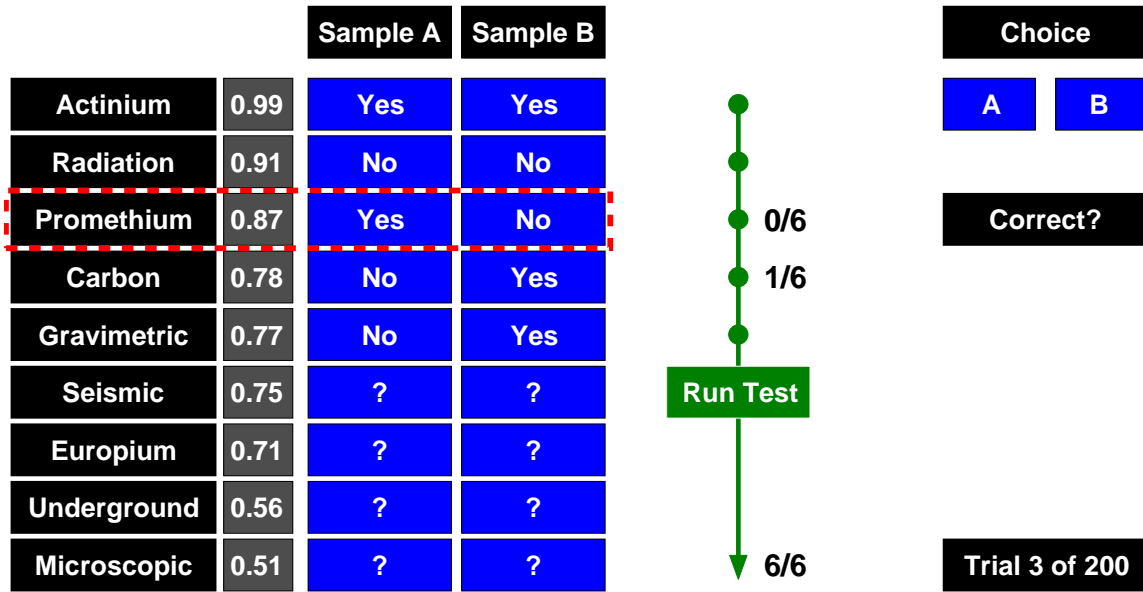 Sample A Sample B Choice
Actinium 0.99 Yes Yes A B
Radiation 0.91 No No
Promethium 0.87 Yes No 0/6 Correct?
Carbon 0.78 No Yes 1/6
Gravimetric 0.77 No Yes
Seismic 0.75 ? ? Run Test
Europium 0.71 ? ?
Underground 0.56 ? ?
Microscopic 0.51 ? ? 6/6 Trial 3 of 200